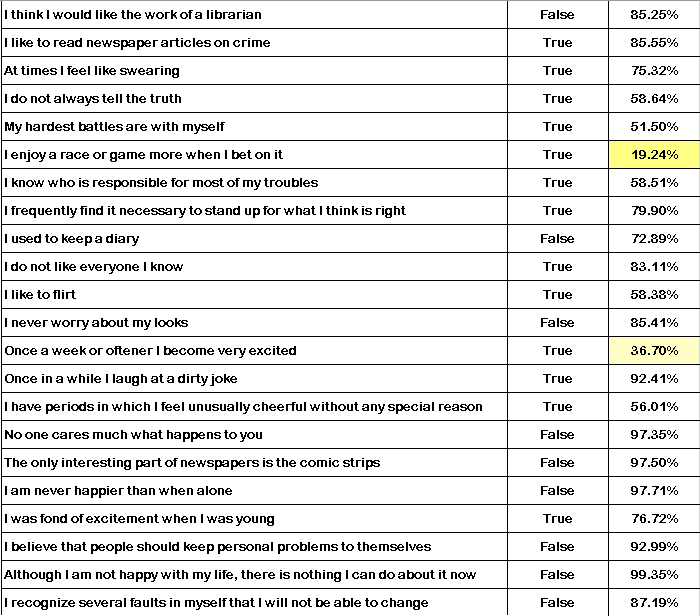 I think I would like the work of a librarian False 85.25%
I like to read newspaper articles on crime True 85.55%
At times I feel like swearing True 75.32%
I do not always tell the truth True 58.64%
My hardest battles are with myself True 51.50%
I enjoy a race or game more when I bet on it True 19.24%
I know who is responsible for most of my troubles True 58.51%
I frequently find it necessary to stand up for what I think is right True 79.90%
I used to keep a diary False 72.89%
I do not like everyone I know True 83.11%
I like to flirt True 58.38%
I never worry about my looks False 85.41%
Once a week or oftener I become very excited True 36.70%
Once in a while I laugh at a dirty joke True 92.41%
I have periods in which I feel unusually cheerful without any special reason True 56.01%
No one cares much what happens to you False 97.35%
The only interesting part of newspapers is the comic strips False 97.50%
I am never happier than when alone False 97.71%
I was fond of excitement when I was young True 76.72%
I believe that people should keep personal problems to themselves False 92.99%
Although I am not happy with my life, there is nothing I can do about it now False 99.35%
I recognize several faults in myself that I will not be able to change False 87.19%